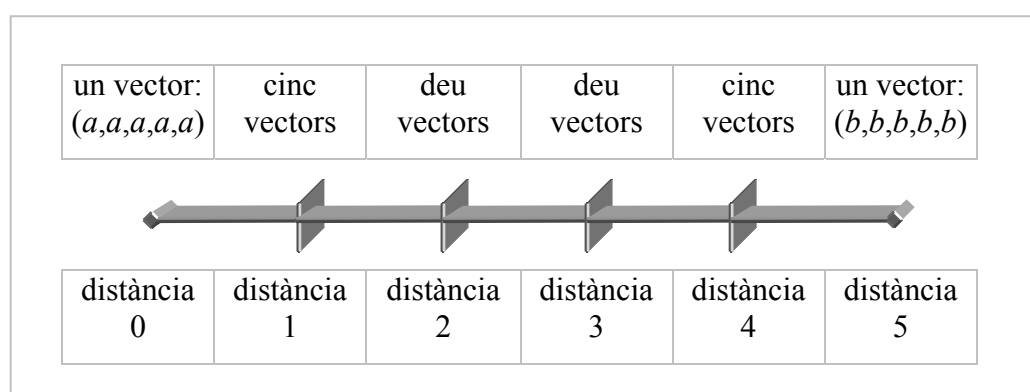 un vector: cinc deu deu cinc un vector:
(a,a,a,a,a) vectors vectors vectors vectors (b,b,b,b,b)
distància distància distància distància distància distància
0 1 2 3 4 5